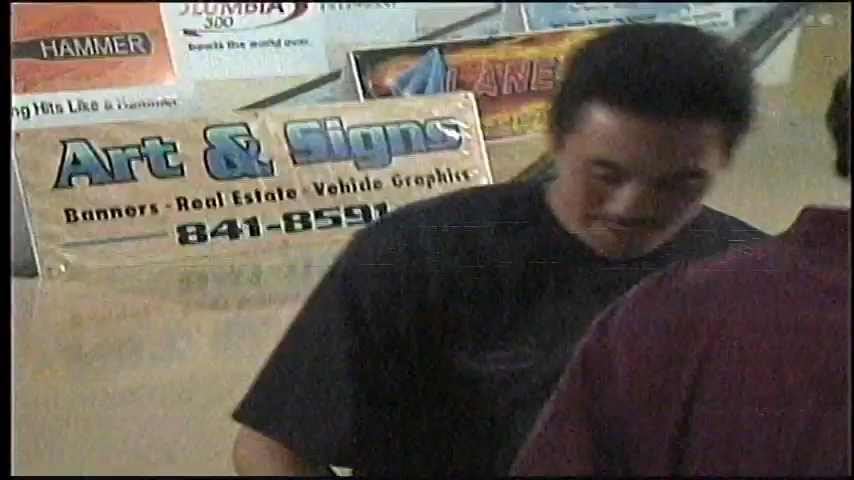 HAMMER
ng Hits Like a Hammer
OLUMBIA
300
bowls the world over.
LANE
Art & Signs
Banners - Real Estate - Vehicle Graphics
841-8591